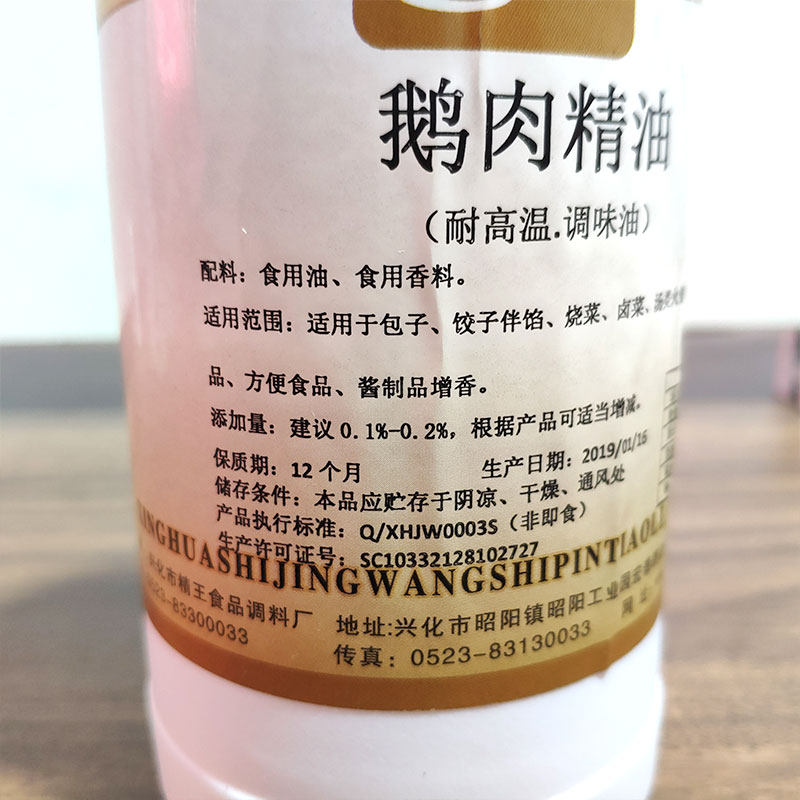 鹅肉精油
(耐高温.调味油)
配料：食用油、食用香料。
适用范围：适用于包子、饺子伴馅、烧菜、卤菜、汤类
品、方便食品、酱制品增香。
添加量：建议 0.1%-0.2%，根据产品可适当增减。
保质期：12 个月 生产日期：2019/01/16
储存条件：本品应贮存于阴凉、干燥、通风处
产品执行标准：Q/XHJW0003S（非即食）
生产许可证号：SC10332128102727
INGHUASHIJINGWANGSHIPINTIAOL
兴化市精王食品调料厂 地址:兴化市昭阳镇昭阳工业园
0523-83300033 传真：0523-83130033 网址